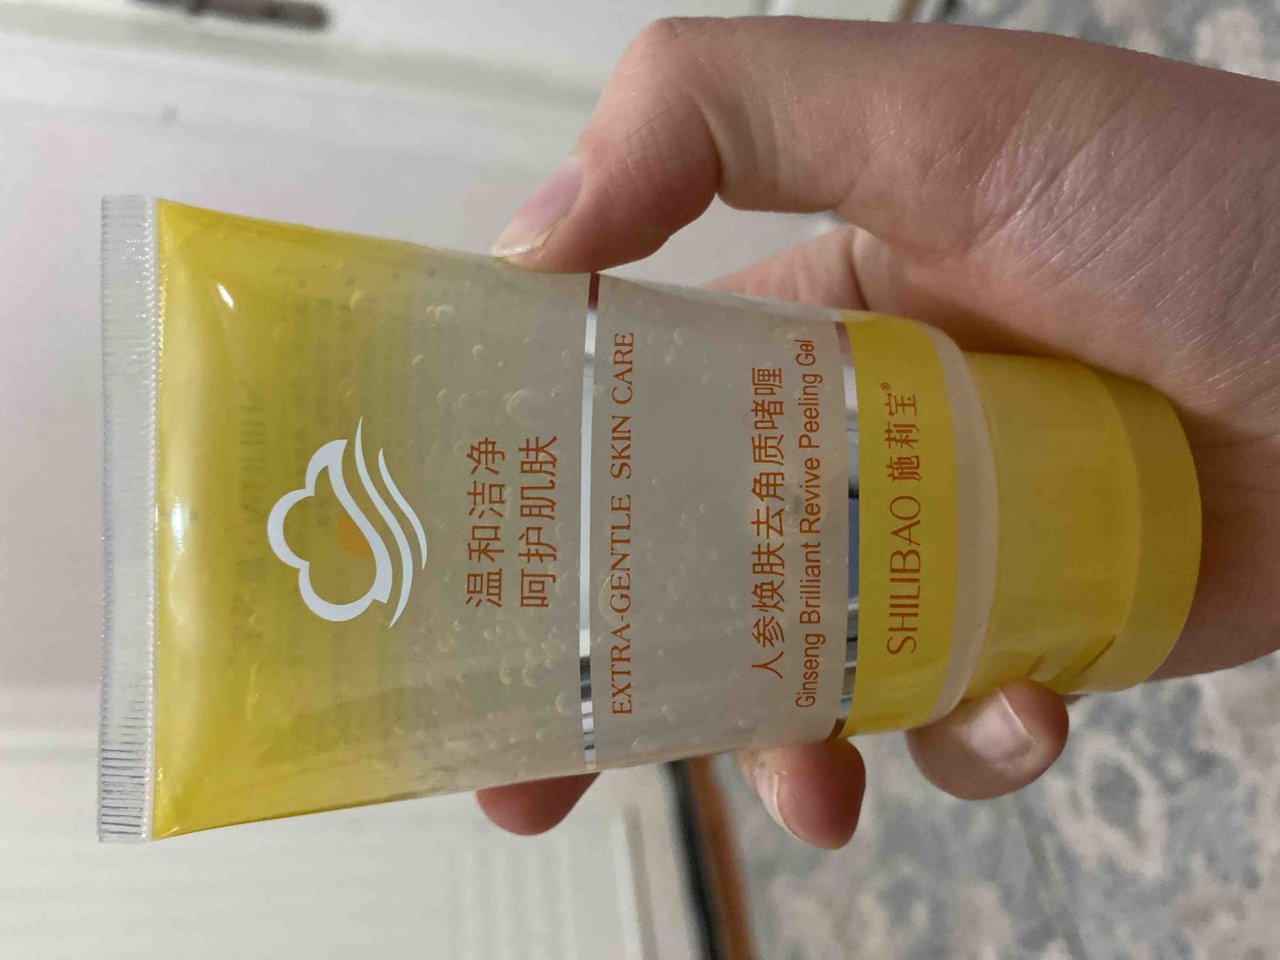 温和洁净
呵护肌肤
EXTRA-GENTLE SKIN CARE
人参焕肤去角质啫喱
Ginseng Brilliant Revive Peeling Gel
SHILIBAO 施莉宝®